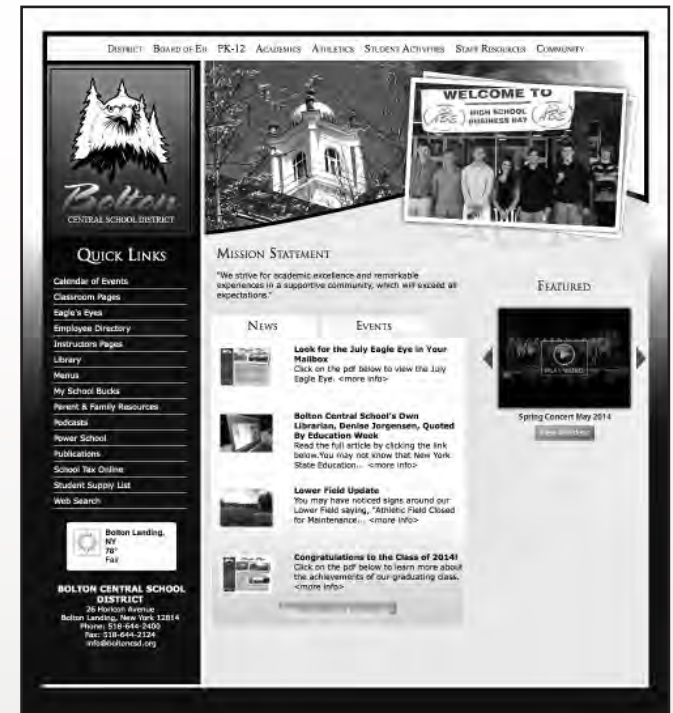 DISTRICT BOARD OF ED PK-12 ACADEMICS ATHLETICS STUDENT ACTIVITIES STAFF RESOURCES COMMUNITY
WELCOME TO
HIGH SCHOOL
BUSINESS DAY
Bolton
CENTRAL SCHOOL DISTRICT
QUICK LINKS
Calendar of Events
Classroom Pages
Eagle's Eyes
Employee Directory
Instructors Pages
Library
Menus
My School Bucks
Parent & Family Resources
Podcasts
Power School
Publications
School Tax Online
Student Supply List
Web Search
Bolton Landing,
NY
78°
BOLTON CENTRAL SCHOOL
DISTRICT
26 Horicon Avenue
Bolton Landing, New York 12814
Phone: 518-644-2400
Fax: 518-644-2124
info@boltoncsd.org
MISSION STATEMENT
"We strive for academic excellence and remarkable
experiences in a supportive community, which will exceed all
expectations."
NEWS EVENTS
Look for the July Eagle Eye in Your
Mailbox
Click on the pdf below to view the July
Eagle Eye. <more info>
Bolton Central School's Own
Librarian, Denise Jorgensen, Quoted
By Education Week
Read the full article by clicking the link
below.You may not know that New York
State Education... <more info>
Lower Field Update
You may have noticed signs around our
Lower Field saying, "Athletic Field Closed
for Maintenance... <more info>
Congratulations to the Class of 2014!
Click on the pdf below to learn more about
the achievements of our graduating class.
<more info>
FEATURED
PLAY VIDEO
Spring Concert May 2014